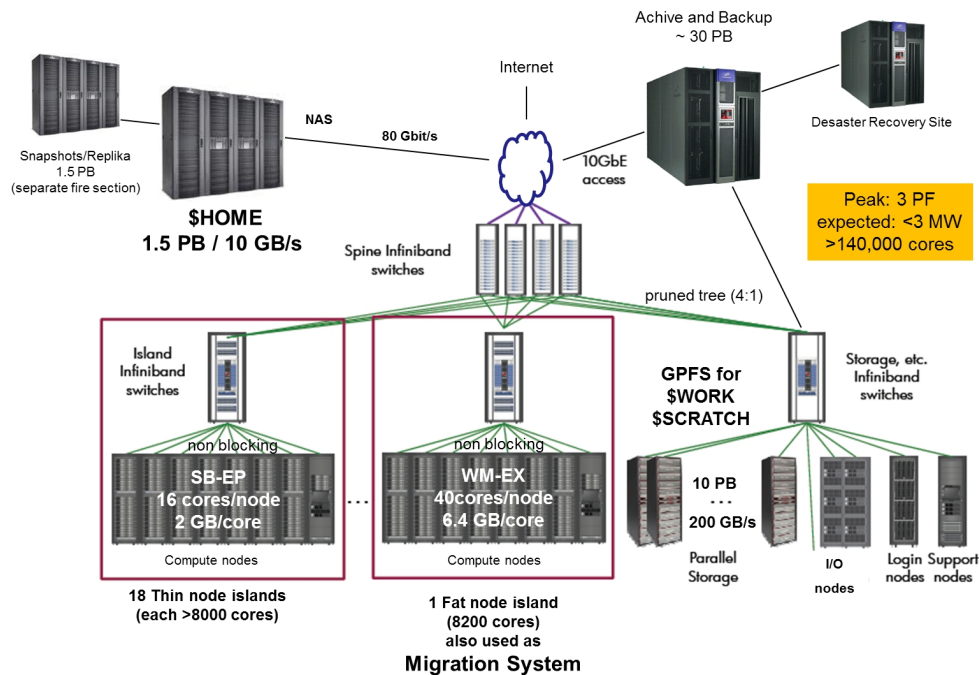 Achive and Backup
~ 30 PB
Internet
NAS
80 Gbit/s
10GbE
access
Desaster Recovery Site
Snapshots/Replika
1.5 PB
(separate fire section)
$HOME
1.5 PB / 10 GB/s
Peak: 3 PF
expected: <3 MW
>140,000 cores
Spine Infiniband
switches
pruned tree (4:1)
Island
Infiniband
switches
non blocking
SB-EP
16 cores/node
2 GB/core
Compute nodes
18 Thin node islands
(each >8000 cores)
...
non blocking
WM-EX
40cores/node
6.4 GB/core
Compute nodes
1 Fat node island
(8200 cores)
also used as
Migration System
GPFS for
$WORK
$SCRATCH
Storage, etc.
Infiniband
switches
10 PB
...
200 GB/s
Parallel
Storage
I/O
nodes
Login
nodes
Support
nodes